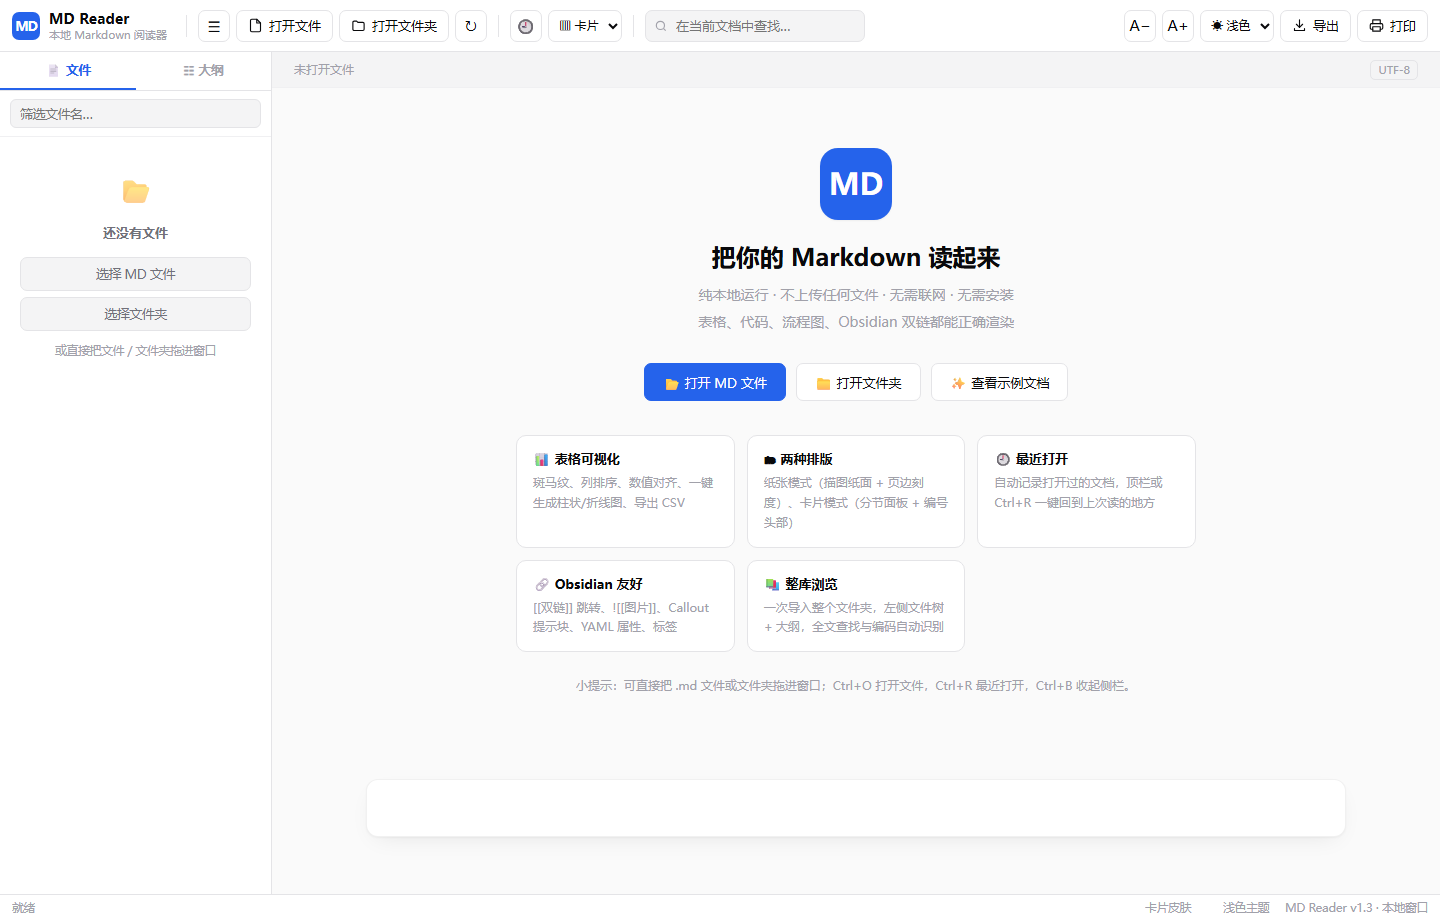 MD
MD Reader
本地 Markdown 阅读器
☰
打开文件
打开文件夹
↻
卡片
在当前文档中查找...
A−
A+
浅色
导出
打印
文件
大纲
未打开文件
UTF-8
筛选文件名...
还没有文件
选择 MD 文件
选择文件夹
或直接把文件 / 文件夹拖进窗口
MD
把你的 Markdown 读起来
纯本地运行 · 不上传任何文件 · 无需联网 · 无需安装
表格、代码、流程图、Obsidian 双链都能正确渲染
打开 MD 文件
打开文件夹
查看示例文档
表格可视化
斑马纹、列排序、数值对齐、一键
生成柱状/折线图、导出 CSV
两种排版
纸张模式（描图纸面 + 页边刻
度）、卡片模式（分节面板 + 编号
头部）
最近打开
自动记录打开过的文档，顶栏或
Ctrl+R 一键回到上次读的地方
Obsidian 友好
[[双链]] 跳转、![[图片]]、Callout
提示块、YAML 属性、标签
整库浏览
一次导入整个文件夹，左侧文件树
+ 大纲，全文查找与编码自动识别
小提示：可直接把 .md 文件或文件夹拖进窗口；Ctrl+O 打开文件，Ctrl+R 最近打开，Ctrl+B 收起侧栏。
就绪
卡片皮肤
浅色主题
MD Reader v1.3 · 本地窗口